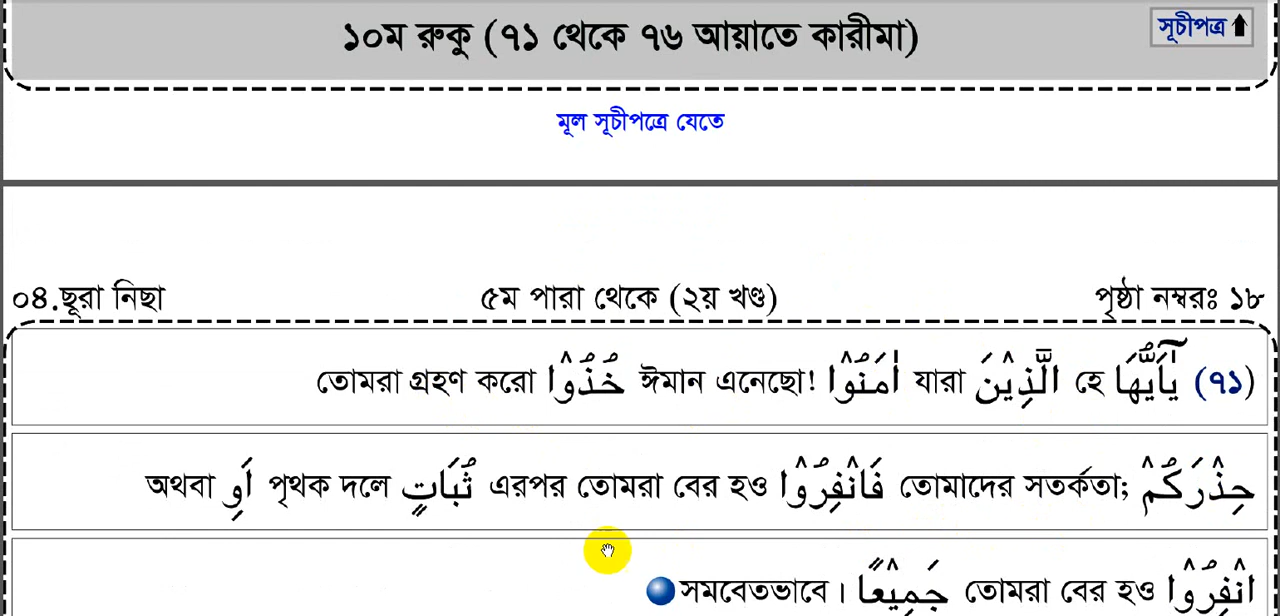 ১০ম রুকু (৭১ থেকে ৭৬ আয়াতে কারীমা)
সূচীপত্র
মূল সূচীপত্রে যেতে
০৪.ছূরা নিছা ৫ম পারা থেকে (২য় খণ্ড) পৃষ্ঠা নম্বরঃ ১৮
(৭১) يٰٓاَيُّهَا হে الَّذِيْنَ যারা اٰمَنُوْا ঈমান এনেছো! خُذُوْا তোমরা গ্রহণ করো
حِذْرَكُمْ তোমাদের সতর্কতা; فَانْفِرُوْا এরপর তোমরা বের হও ثُبَاتٍ পৃথক দলে اَوِ অথবা
انْفِرُوْا তোমরা বের হও جَمِيْعًا সমবেতভাবে।